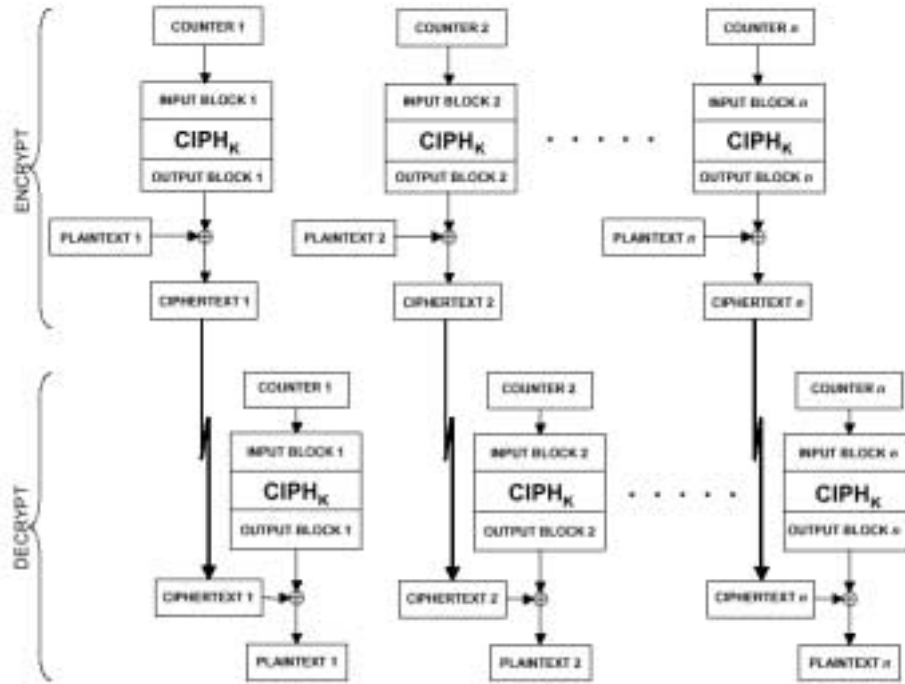 ENCRYPT
COUNTER 1
COUNTER 2
COUNTER n
INPUT BLOCK 1
INPUT BLOCK 2
INPUT BLOCK n
CIPHK
CIPHK
CIPHK
OUTPUT BLOCK 1
OUTPUT BLOCK 2
OUTPUT BLOCK n
PLAINTEXT 1
PLAINTEXT 2
PLAINTEXT n
CIPHERTEXT 1
CIPHERTEXT 2
CIPHERTEXT n
DECRYPT
COUNTER 1
COUNTER 2
COUNTER n
INPUT BLOCK 1
INPUT BLOCK 2
INPUT BLOCK n
CIPHK
CIPHK
CIPHK
OUTPUT BLOCK 1
OUTPUT BLOCK 2
OUTPUT BLOCK n
CIPHERTEXT 1
CIPHERTEXT 2
CIPHERTEXT n
PLAINTEXT 1
PLAINTEXT 2
PLAINTEXT n